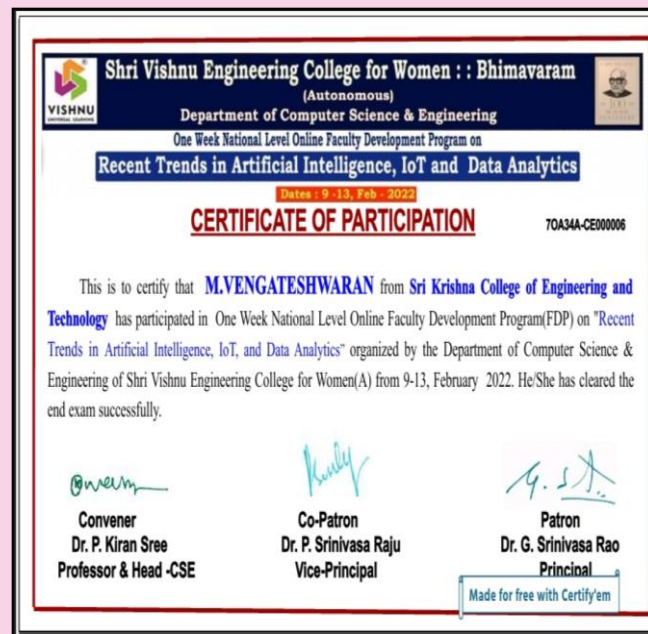 Shri Vishnu Engineering College for Women : : Bhimavaram
(Autonomous)
VISHNU
UNIVERSAL LEARNING
Department of Computer Science & Engineering
One Week National Level Online Faculty Development Program on
Recent Trends in Artificial Intelligence, IoT and Data Analytics
Dates : 9 -13, Feb - 2022
CERTIFICATE OF PARTICIPATION
7OA34A-CE000006
This is to certify that M.VENGATESHWARAN from Sri Krishna College of Engineering and
Technology has participated in One Week National Level Online Faculty Development Program(FDP) on "Recent
Trends in Artificial Intelligence, IoT, and Data Analytics" organized by the Department of Computer Science &
Engineering of Shri Vishnu Engineering College for Women(A) from 9-13, February 2022. He/She has cleared the
end exam successfully.
Convener
Dr. P. Kiran Sree
Professor & Head -CSE
Co-Patron
Dr. P. Srinivasa Raju
Vice-Principal
Patron
Dr. G. Srinivasa Rao
Principal
Made for free with Certify'em